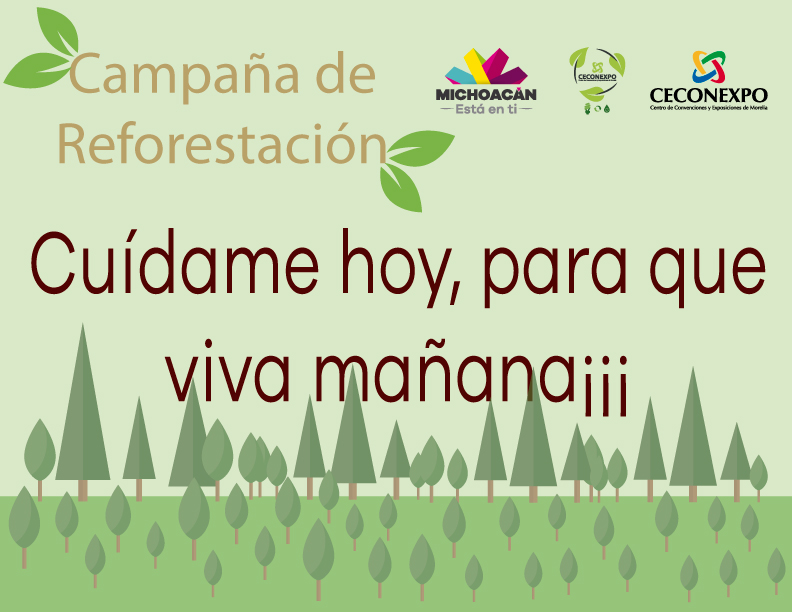 Campaña de
Reforestación
MICHOACÁN
Está en ti
CECONEXPO
CECONEXPO
Centro de Convenciones y Exposiciones de Morelia
Cuídame hoy, para que
viva mañana¡¡¡